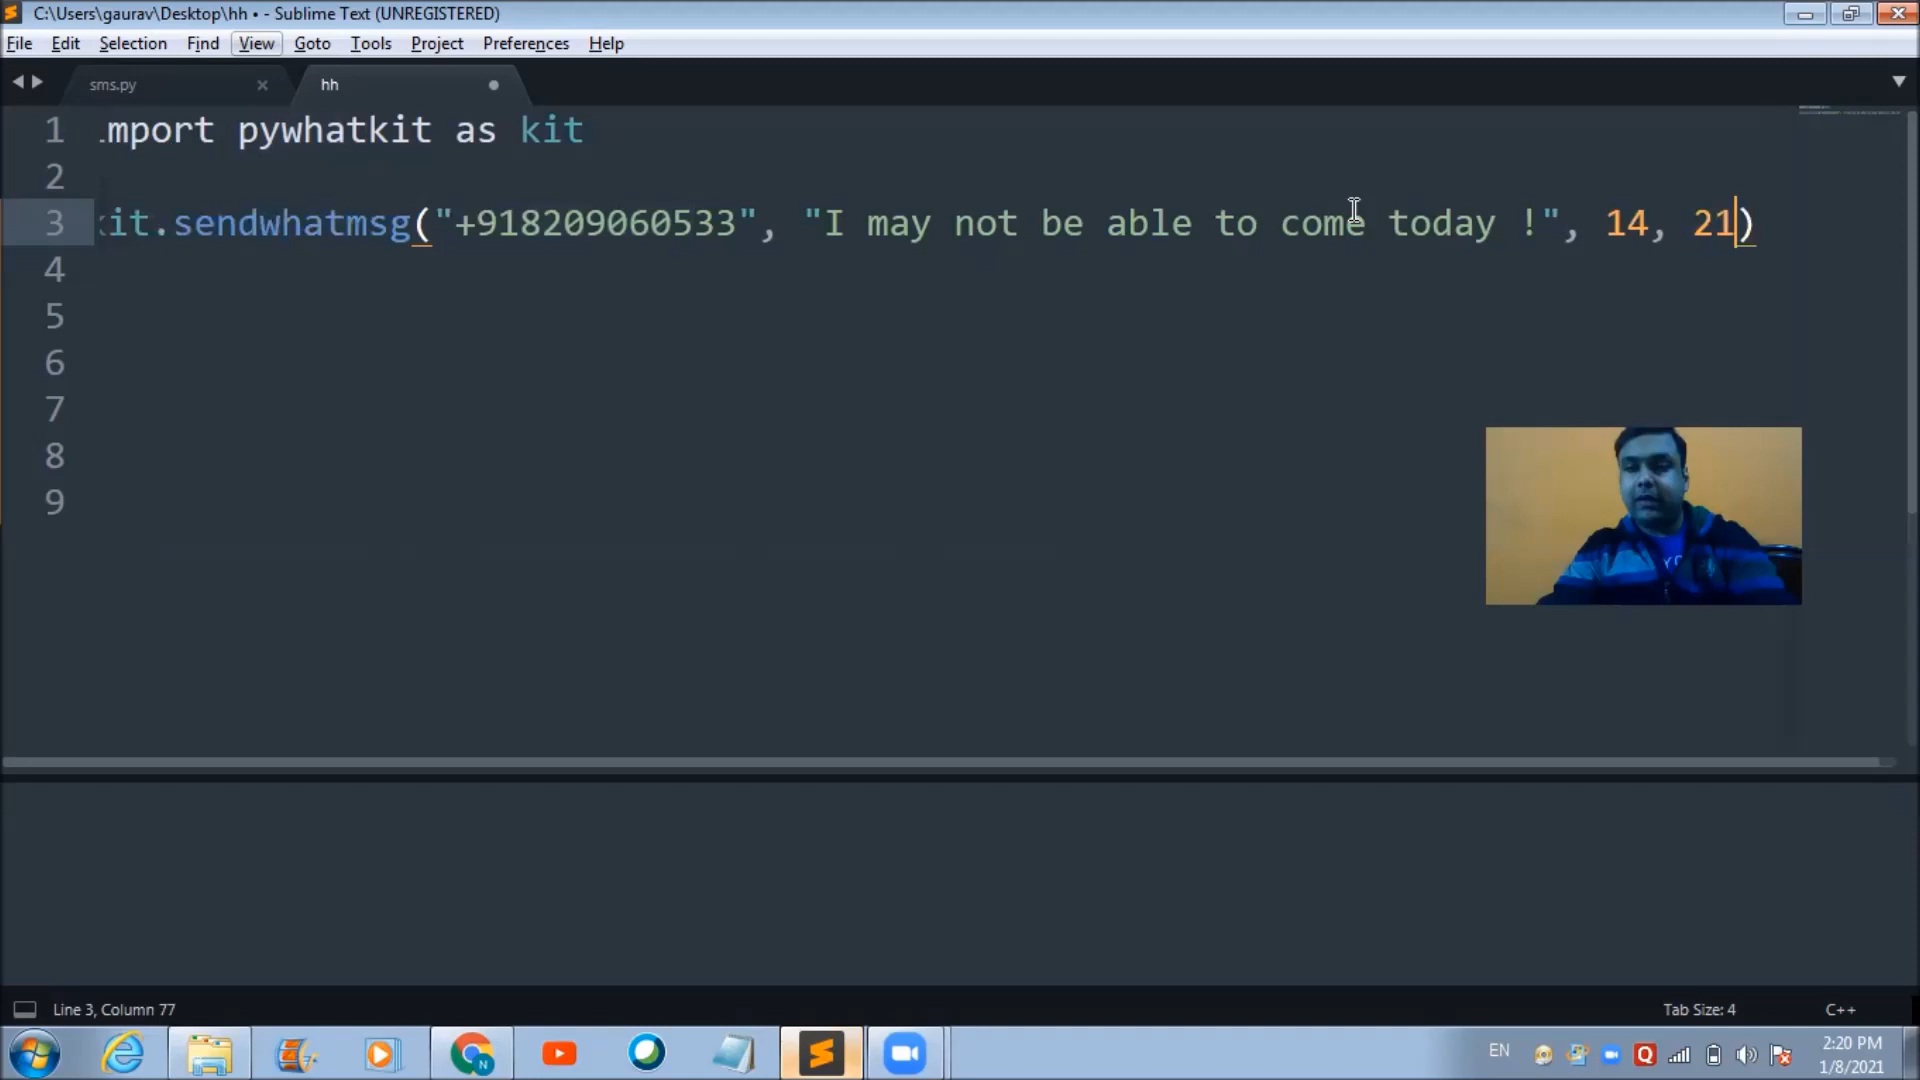 C:\Users\gaurav\Desktop\hh • - Sublime Text (UNREGISTERED)
File Edit Selection Find View Goto Tools Project Preferences Help
sms.py hh
1 import pywhatkit as kit
2
3 kit.sendwhatmsg("+918209060533", "I may not be able to come today !", 14, 21)
4
5
6
7
8
9
Line 3, Column 77 Tab Size: 4 C++
EN 2:20 PM
1/8/2021